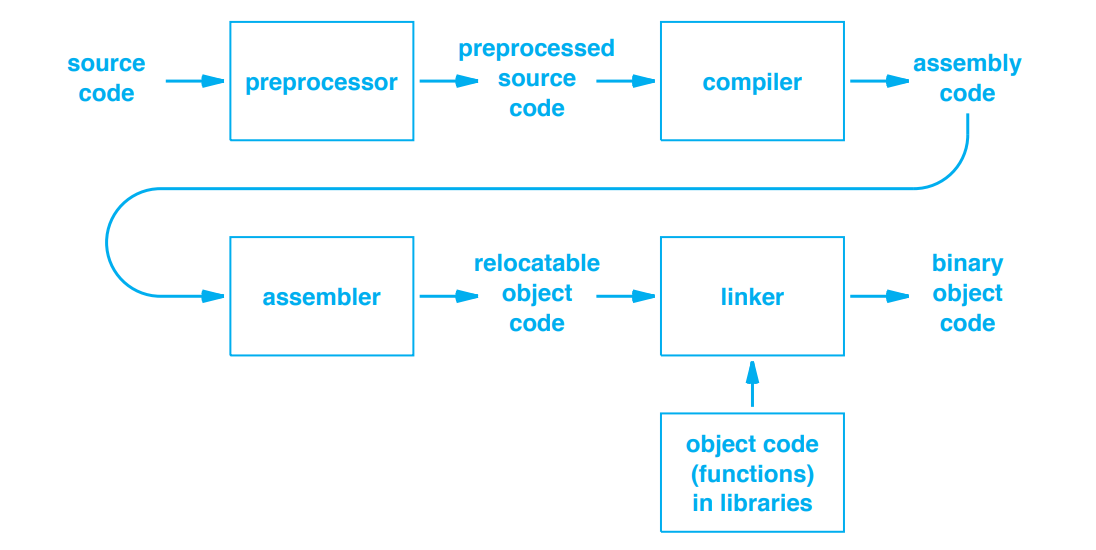 source
code
preprocessor
preprocessed
source
code
compiler
assembly
code
assembler
relocatable
object
code
linker
binary
object
code
object code
(functions)
in libraries